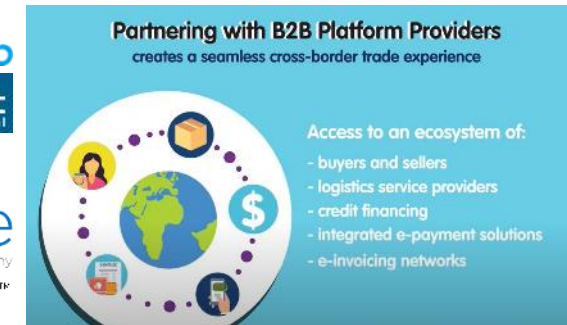 Partnering with B2B Platform Providers
creates a seamless cross-border trade experience
Access to an ecosystem of:
- buyers and sellers
- logistics service providers
- credit financing
- integrated e-payment solutions
- e-invoicing networks
$